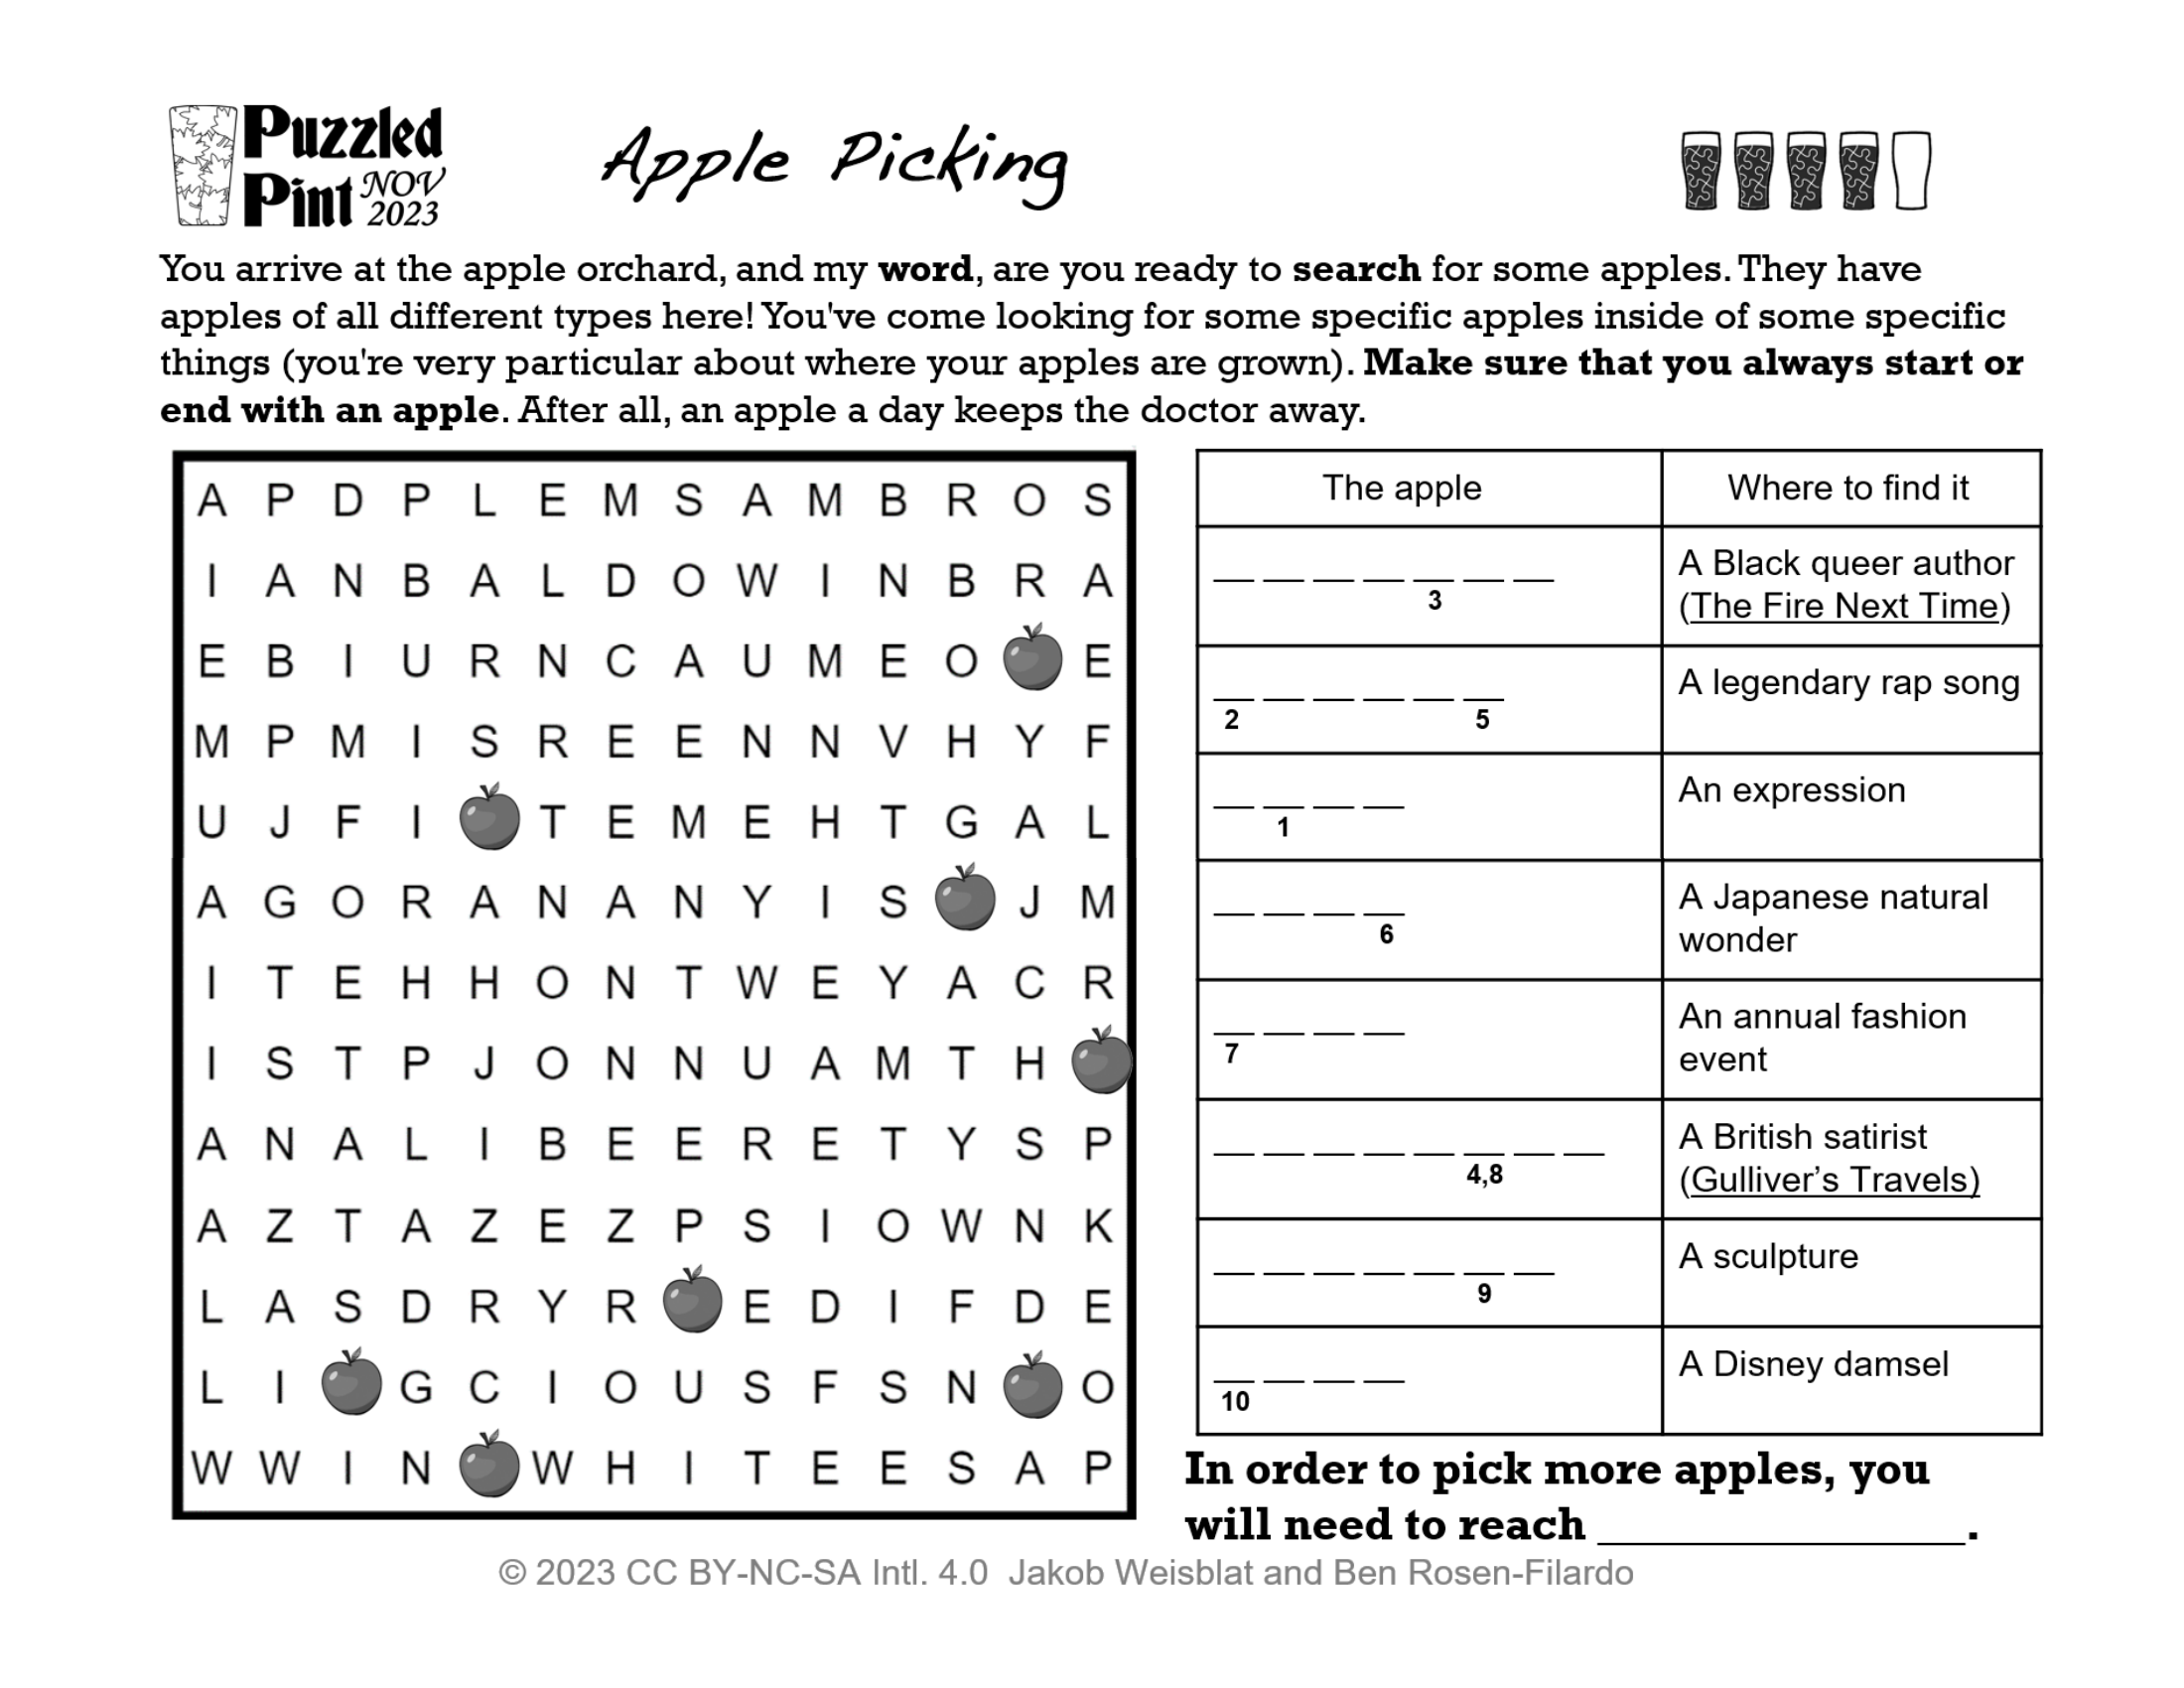 Puzzled
Pint NOV
2023
Apple Picking
You arrive at the apple orchard, and my word, are you ready to search for some apples. They have
apples of all different types here! You've come looking for some specific apples inside of some specific
things (you're very particular about where your apples are grown). Make sure that you always start or
end with an apple. After all, an apple a day keeps the doctor away.
A P D P L E M S A M B R O S
I A N B A L D O W I N B R A
E B I U R N C A U M E O E
M P M I S R E E N N V H Y F
U J F I T E M E H T G A L
A G O R A N A N Y I S J M
I T E H H O N T W E Y A C R
I S T P J O N N U A M T H
A N A L I B E E R E T Y S P
A Z T A Z E Z P S I O W N K
L A S D R Y R E D I F D E
L I G C I O U S F S N O
W W I N W H I T E E S A P
The apple
Where to find it
3
A Black queer author
(The Fire Next Time)
2 5
A legendary rap song
1
An expression
6
A Japanese natural
wonder
7
An annual fashion
event
4,8
A British satirist
(Gulliver’s Travels)
9
A sculpture
10
A Disney damsel
In order to pick more apples, you
will need to reach ______________.
© 2023 CC BY-NC-SA Intl. 4.0 Jakob Weisblat and Ben Rosen-Filardo